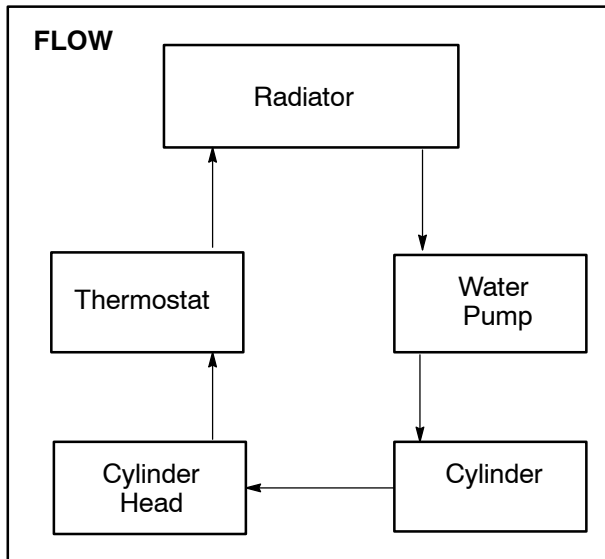 FLOW
Radiator
Thermostat
Water
Pump
Cylinder
Head
Cylinder